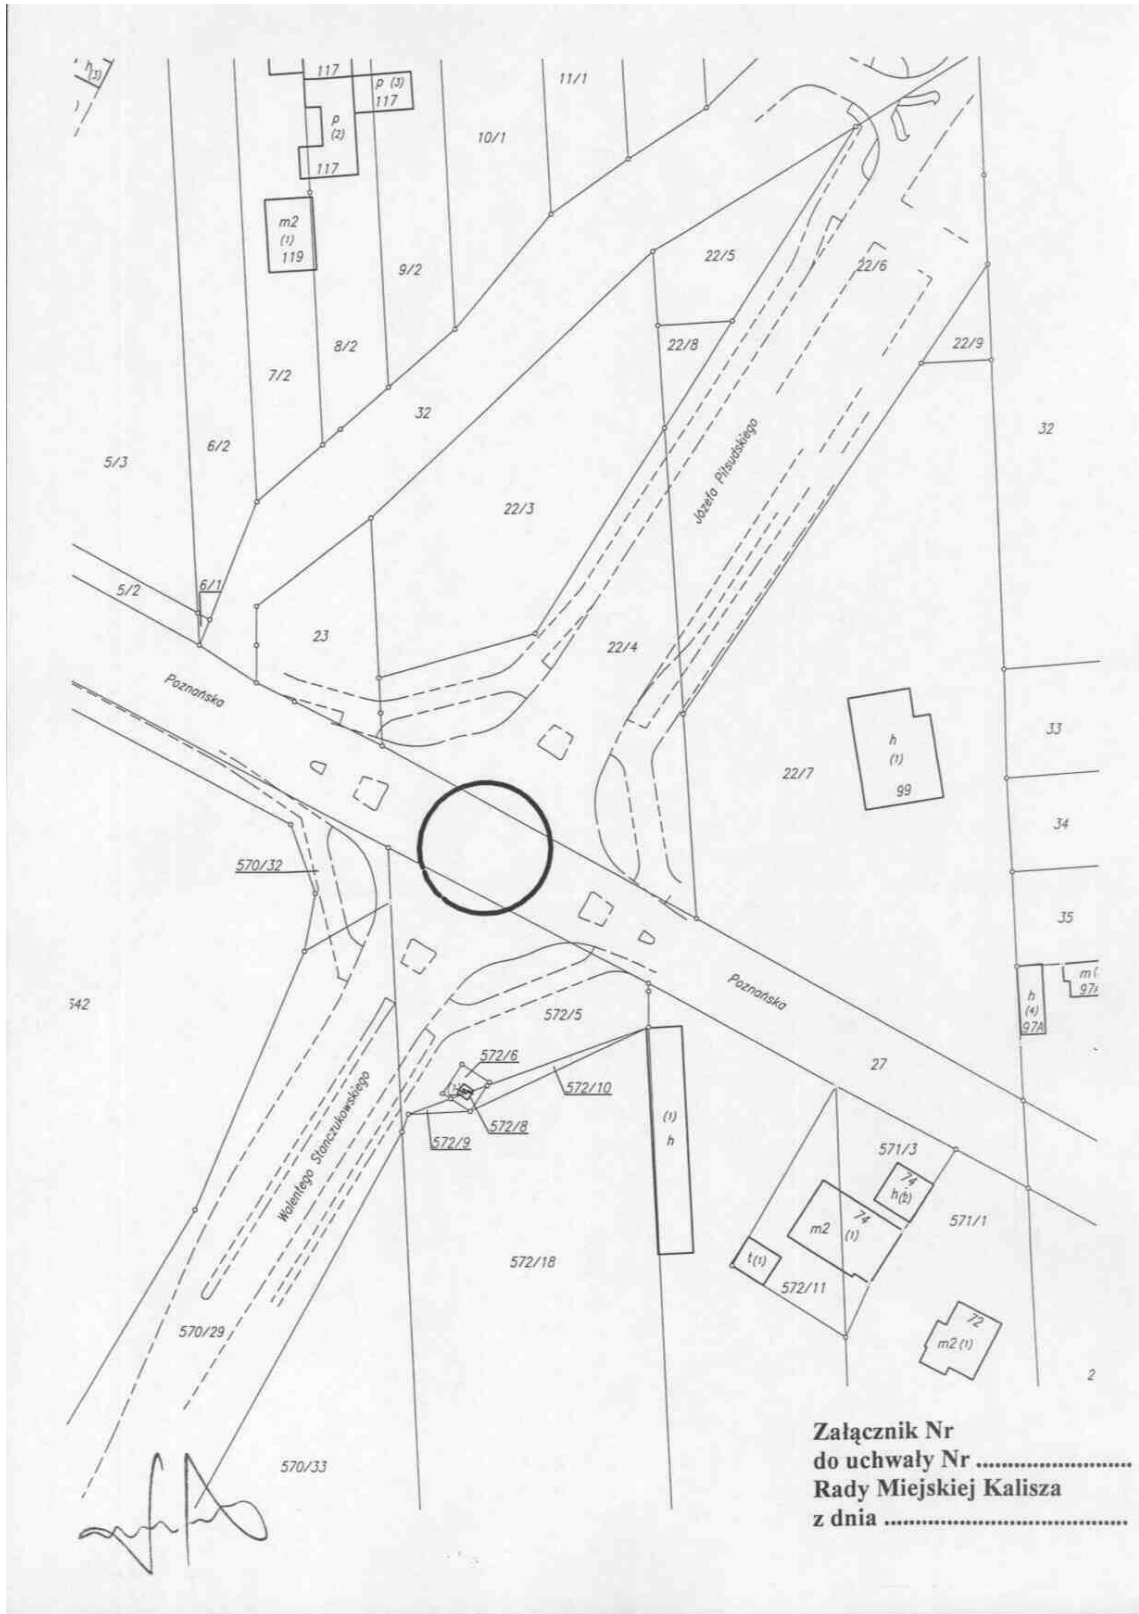 h
(3)
117
p (3)
117
p
(2)
117
11/1
10/1
m2
(1)
119
9/2
22/5
22/6
8/2
22/8
22/9
7/2
32
32
6/2
5/3
Józefa Piłsudskiego
22/3
5/2
6/1
23
22/4
Poznańska
33
h
(1)
99
22/7
34
570/32
35
m(
97A
h
(4)
97A
542
Poznańska
572/5
572/6
27
572/10
572/8
572/9
(1)
h
Walentego Stanczukowskiego
571/3
74
h(2)
74
m2 (1)
571/1
572/18
t(1)
572/11
570/29
72
m2(1)
2
570/33
Załącznik Nr
do uchwały Nr ..........................
Rady Miejskiej Kalisza
z dnia ........................................